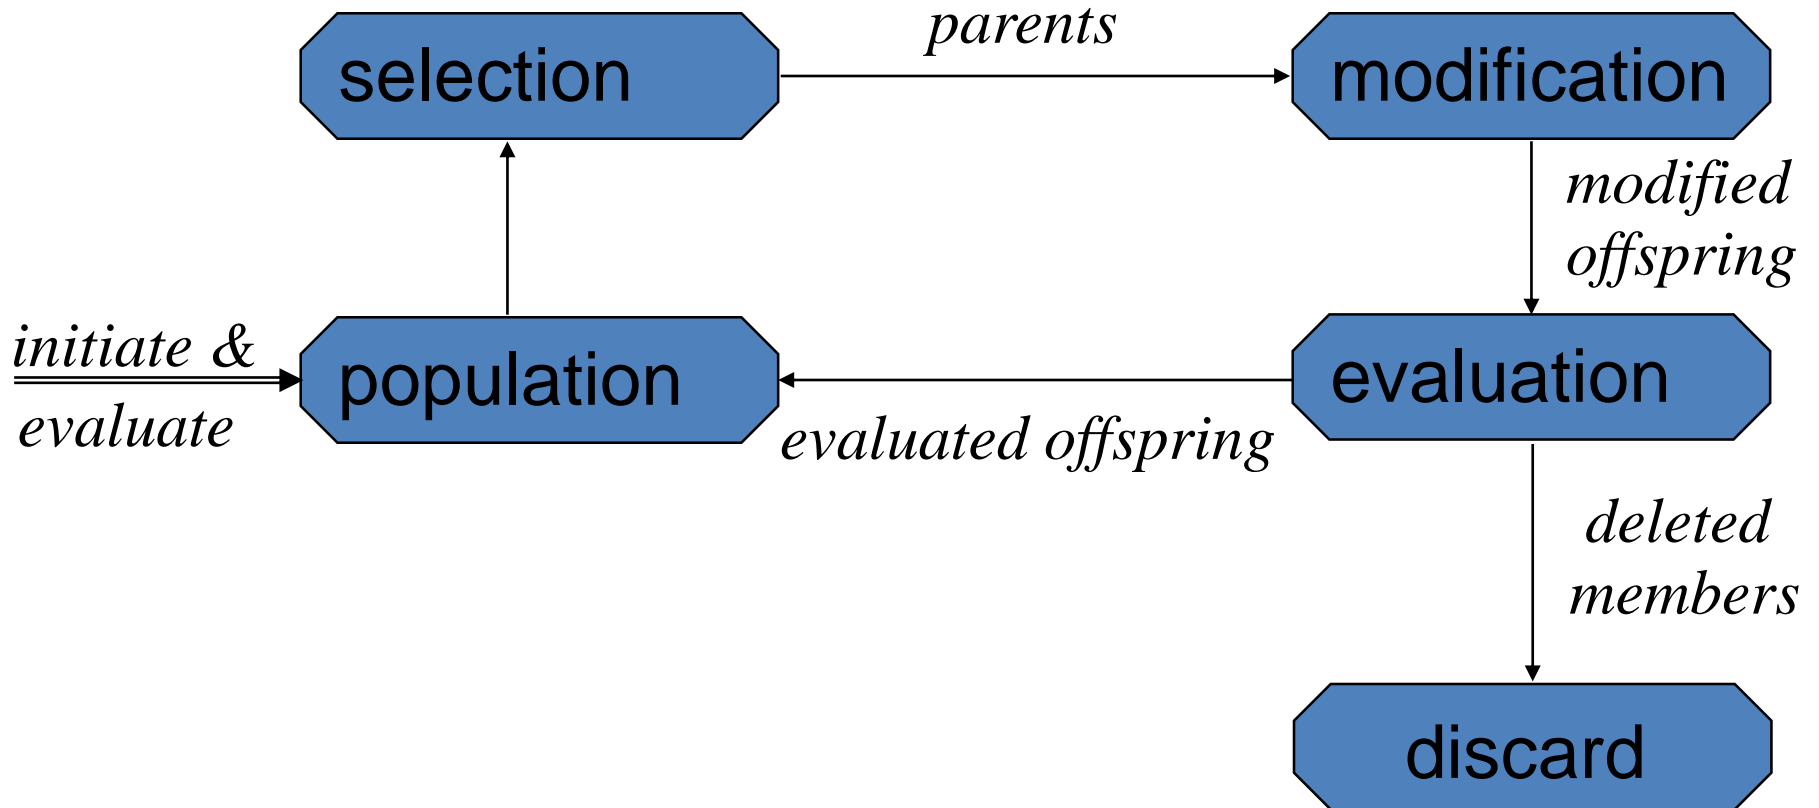 parents
selection
modification
modified
offspring
initiate &
evaluate
population
evaluation
evaluated offspring
deleted
members
discard